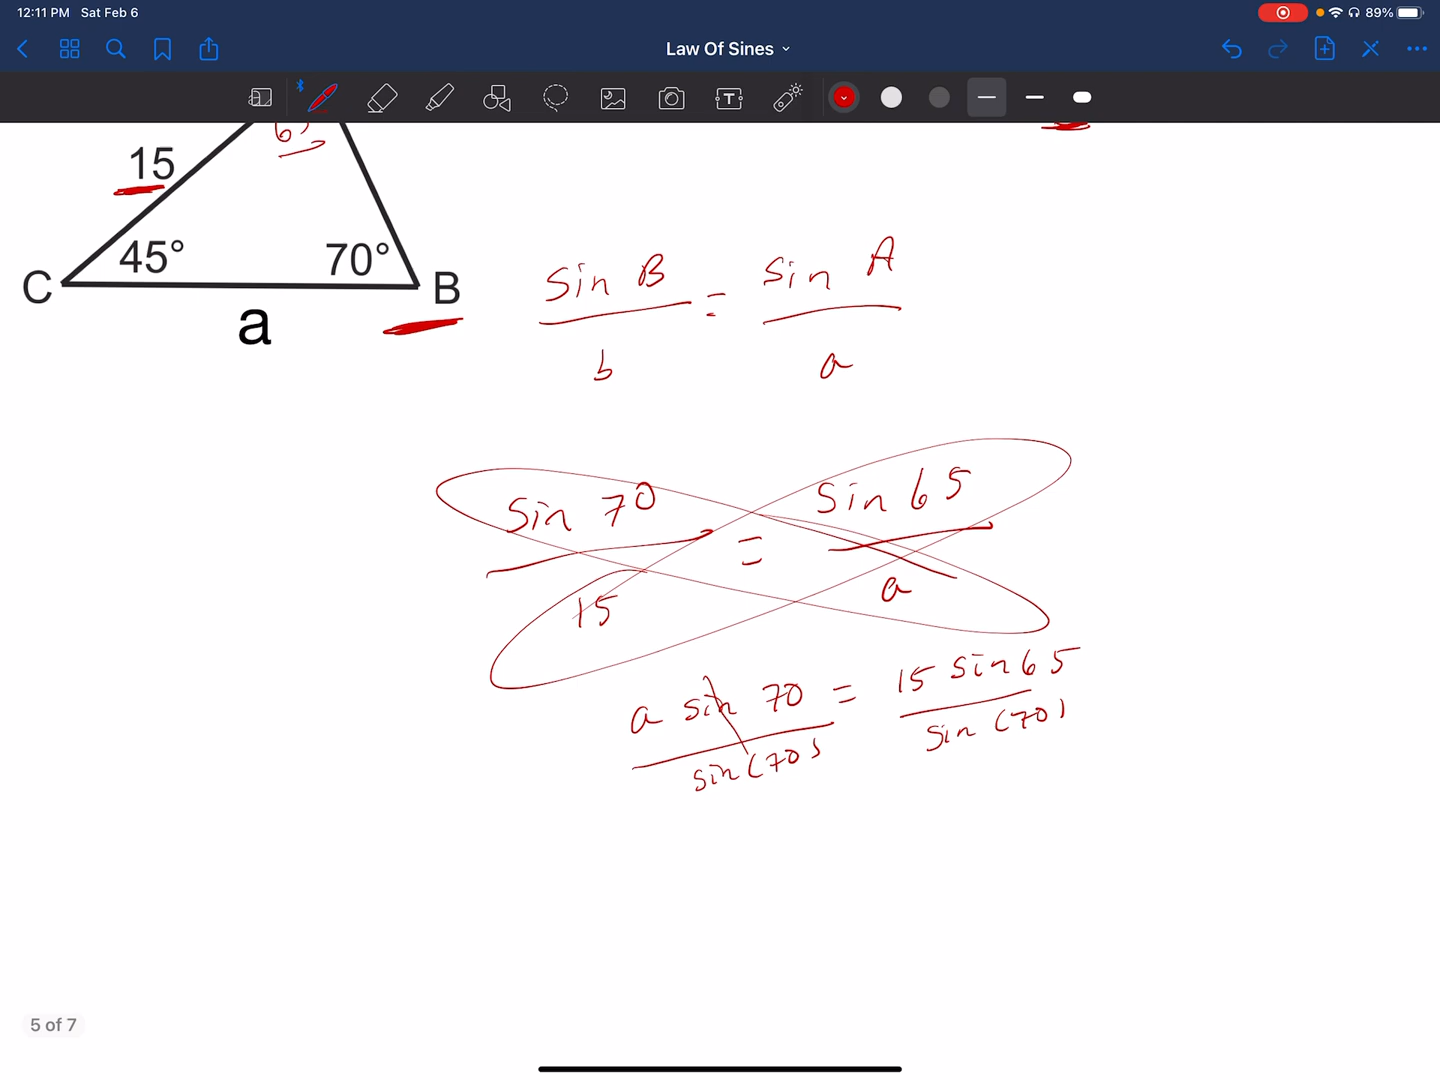 12:11 PM Sat Feb 6
89%
Law Of Sines
15
45°
70°
C
B
a
sin B = sin A
b a
sin 70 = sin 65
15 a
a sin 70 = 15 sin 65
sin(70) sin(70)
5 of 7